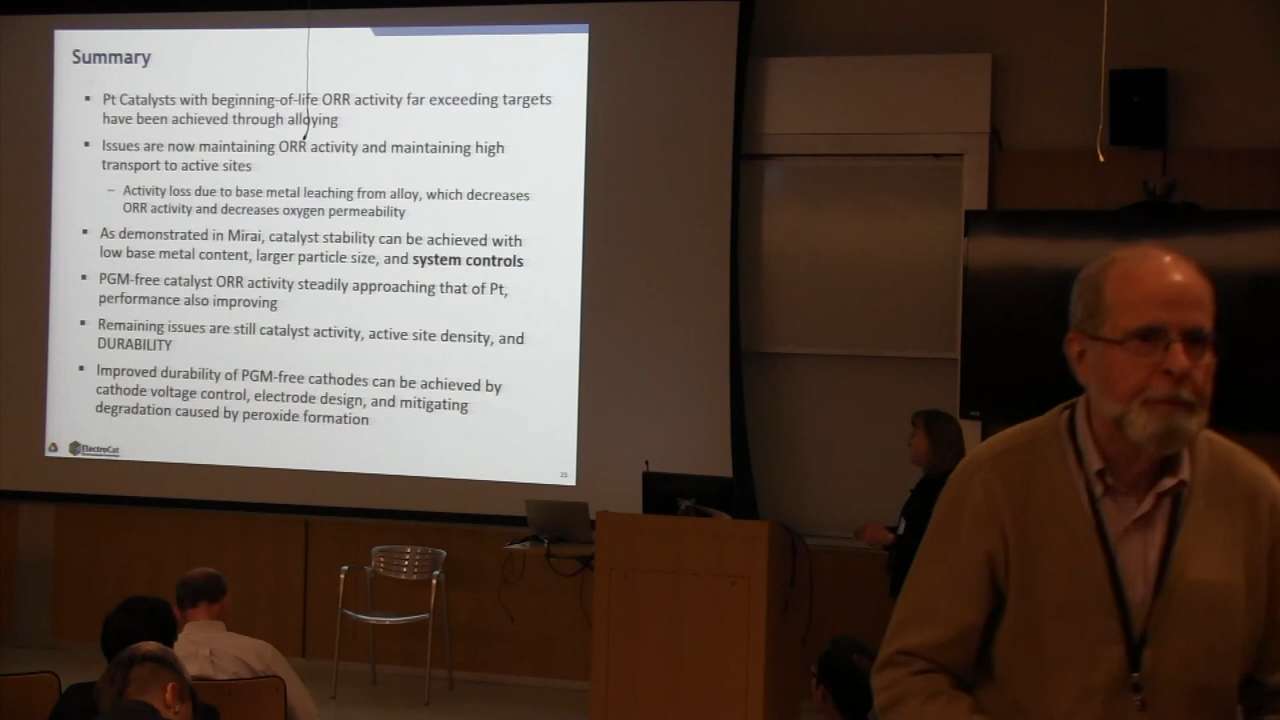 Summary
▪ Pt Catalysts with beginning-of-life ORR activity far exceeding targets
have been achieved through alloying
▪ Issues are now maintaining ORR activity and maintaining high
transport to active sites
– Activity loss due to base metal leaching from alloy, which decreases
ORR activity and decreases oxygen permeability
▪ As demonstrated in Mirai, catalyst stability can be achieved with
low base metal content, larger particle size, and system controls
▪ PGM-free catalyst ORR activity steadily approaching that of Pt,
performance also improving
▪ Remaining issues are still catalyst activity, active site density, and
DURABILITY
▪ Improved durability of PGM-free cathodes can be achieved by
cathode voltage control, electrode design, and mitigating
degradation caused by peroxide formation
ElectroCat